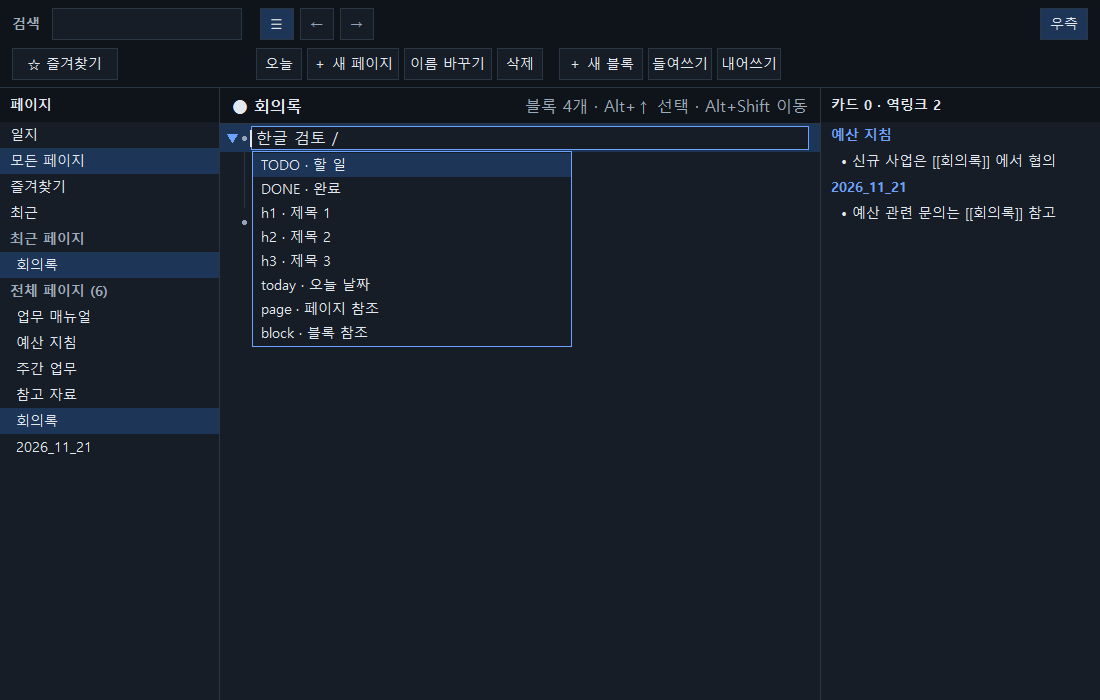 검색 ☰ ← → 우측
☆ 즐겨찾기 오늘 + 새 페이지 이름 바꾸기 삭제 + 새 블록 들여쓰기 내어쓰기
페이지
일지
모든 페이지
즐겨찾기
최근
최근 페이지
회의록
전체 페이지 (6)
업무 매뉴얼
예산 지침
주간 업무
참고 자료
회의록
2026_11_21
회의록 블록 4개 · Alt+↑ 선택 · Alt+Shift 이동
한글 검토 /
TODO · 할 일
DONE · 완료
h1 · 제목 1
h2 · 제목 2
h3 · 제목 3
today · 오늘 날짜
page · 페이지 참조
block · 블록 참조
카드 0 · 역링크 2
예산 지침
• 신규 사업은 [[회의록]] 에서 협의
2026_11_21
• 예산 관련 문의는 [[회의록]] 참고